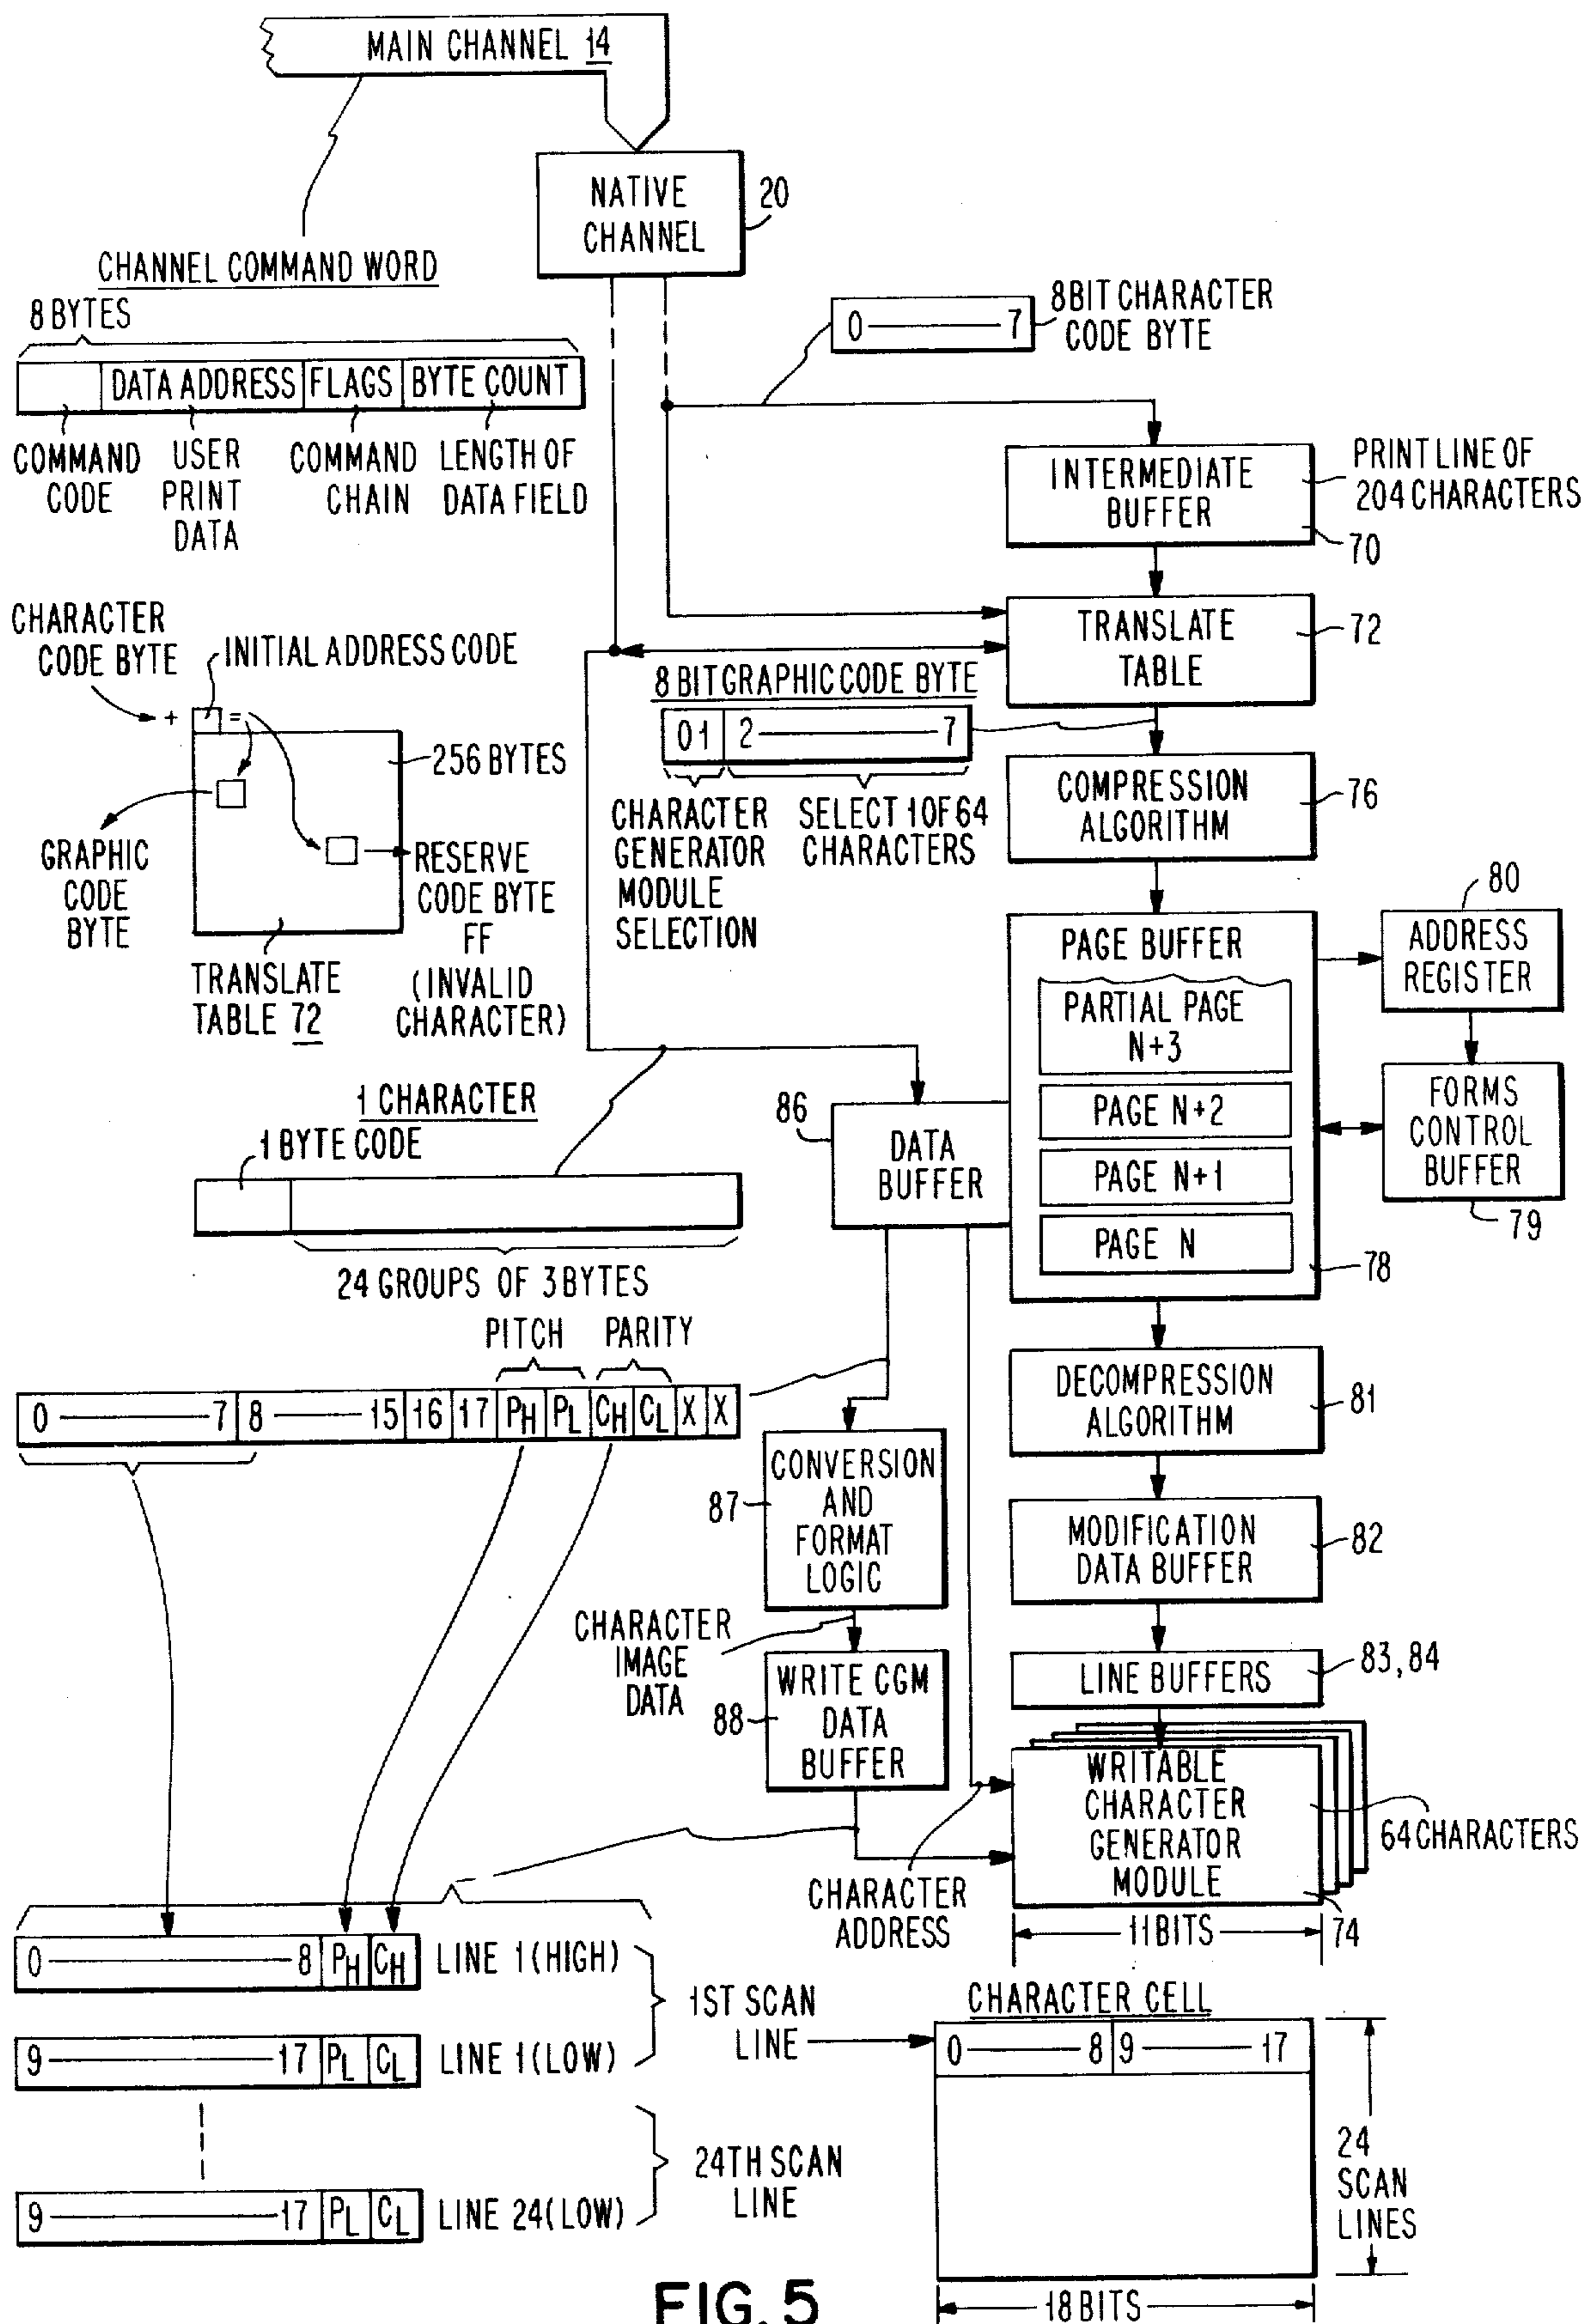 MAIN CHANNEL 14
NATIVE
CHANNEL
20
CHANNEL COMMAND WORD
8 BYTES
DATA ADDRESS
FLAGS
BYTE COUNT
COMMAND
CODE
USER
PRINT
DATA
COMMAND
CHAIN
LENGTH OF
DATA FIELD
0 7
8 BIT CHARACTER
CODE BYTE
INTERMEDIATE
BUFFER
PRINT LINE OF
204 CHARACTERS
70
CHARACTER
CODE BYTE
INITIAL ADDRESS CODE
+ =
256 BYTES
GRAPHIC
CODE
BYTE
RESERVE
CODE BYTE
FF
(INVALID
CHARACTER)
TRANSLATE
TABLE 72
TRANSLATE
TABLE
72
8 BIT GRAPHIC CODE BYTE
0 1 2 7
CHARACTER
GENERATOR
MODULE
SELECTION
SELECT 1 OF 64
CHARACTERS
COMPRESSION
ALGORITHM
76
PAGE BUFFER
PARTIAL PAGE
N+3
PAGE N+2
PAGE N+1
PAGE N
78
80
ADDRESS
REGISTER
FORMS
CONTROL
BUFFER
79
1 CHARACTER
1 BYTE CODE
24 GROUPS OF 3 BYTES
86
DATA
BUFFER
PITCH PARITY
0 7 8 15 16 17 PH PL CH CL X X
DECOMPRESSION
ALGORITHM
81
CONVERSION
AND
FORMAT
LOGIC
87
MODIFICATION
DATA BUFFER
82
CHARACTER
IMAGE
DATA
LINE BUFFERS
83,84
WRITE CGM
DATA
BUFFER
88
WRITABLE
CHARACTER
GENERATOR
MODULE
64 CHARACTERS
74
CHARACTER
ADDRESS
11 BITS
0 8 PH CH LINE 1 (HIGH)
9 17 PL CL LINE 1 (LOW)
1ST SCAN
LINE
9 17 PL CL LINE 24 (LOW)
24TH SCAN
LINE
CHARACTER CELL
0 8 9 17
24
SCAN
LINES
18 BITS
FIG. 5